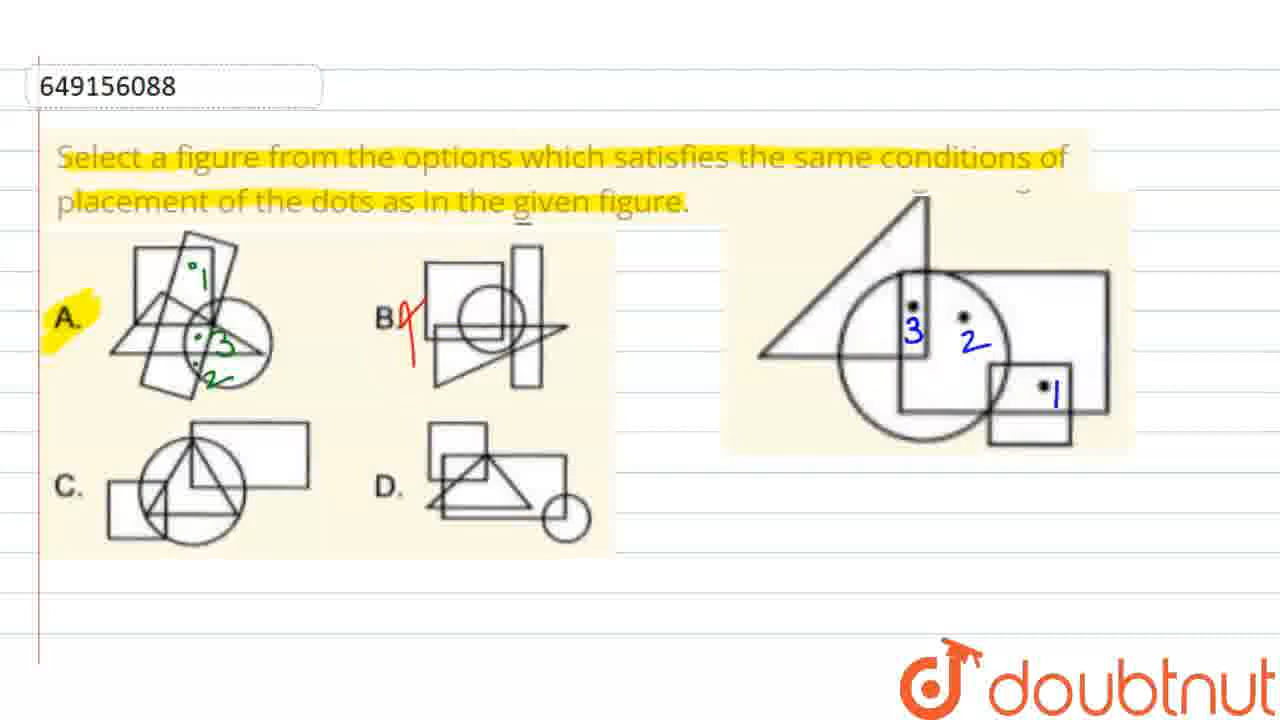 649156088
Select a figure from the options which satisfies the same conditions of
placement of the dots as in the given figure.
A.
1
3
2
B.
C.
D.
3
2
1
doubtnut